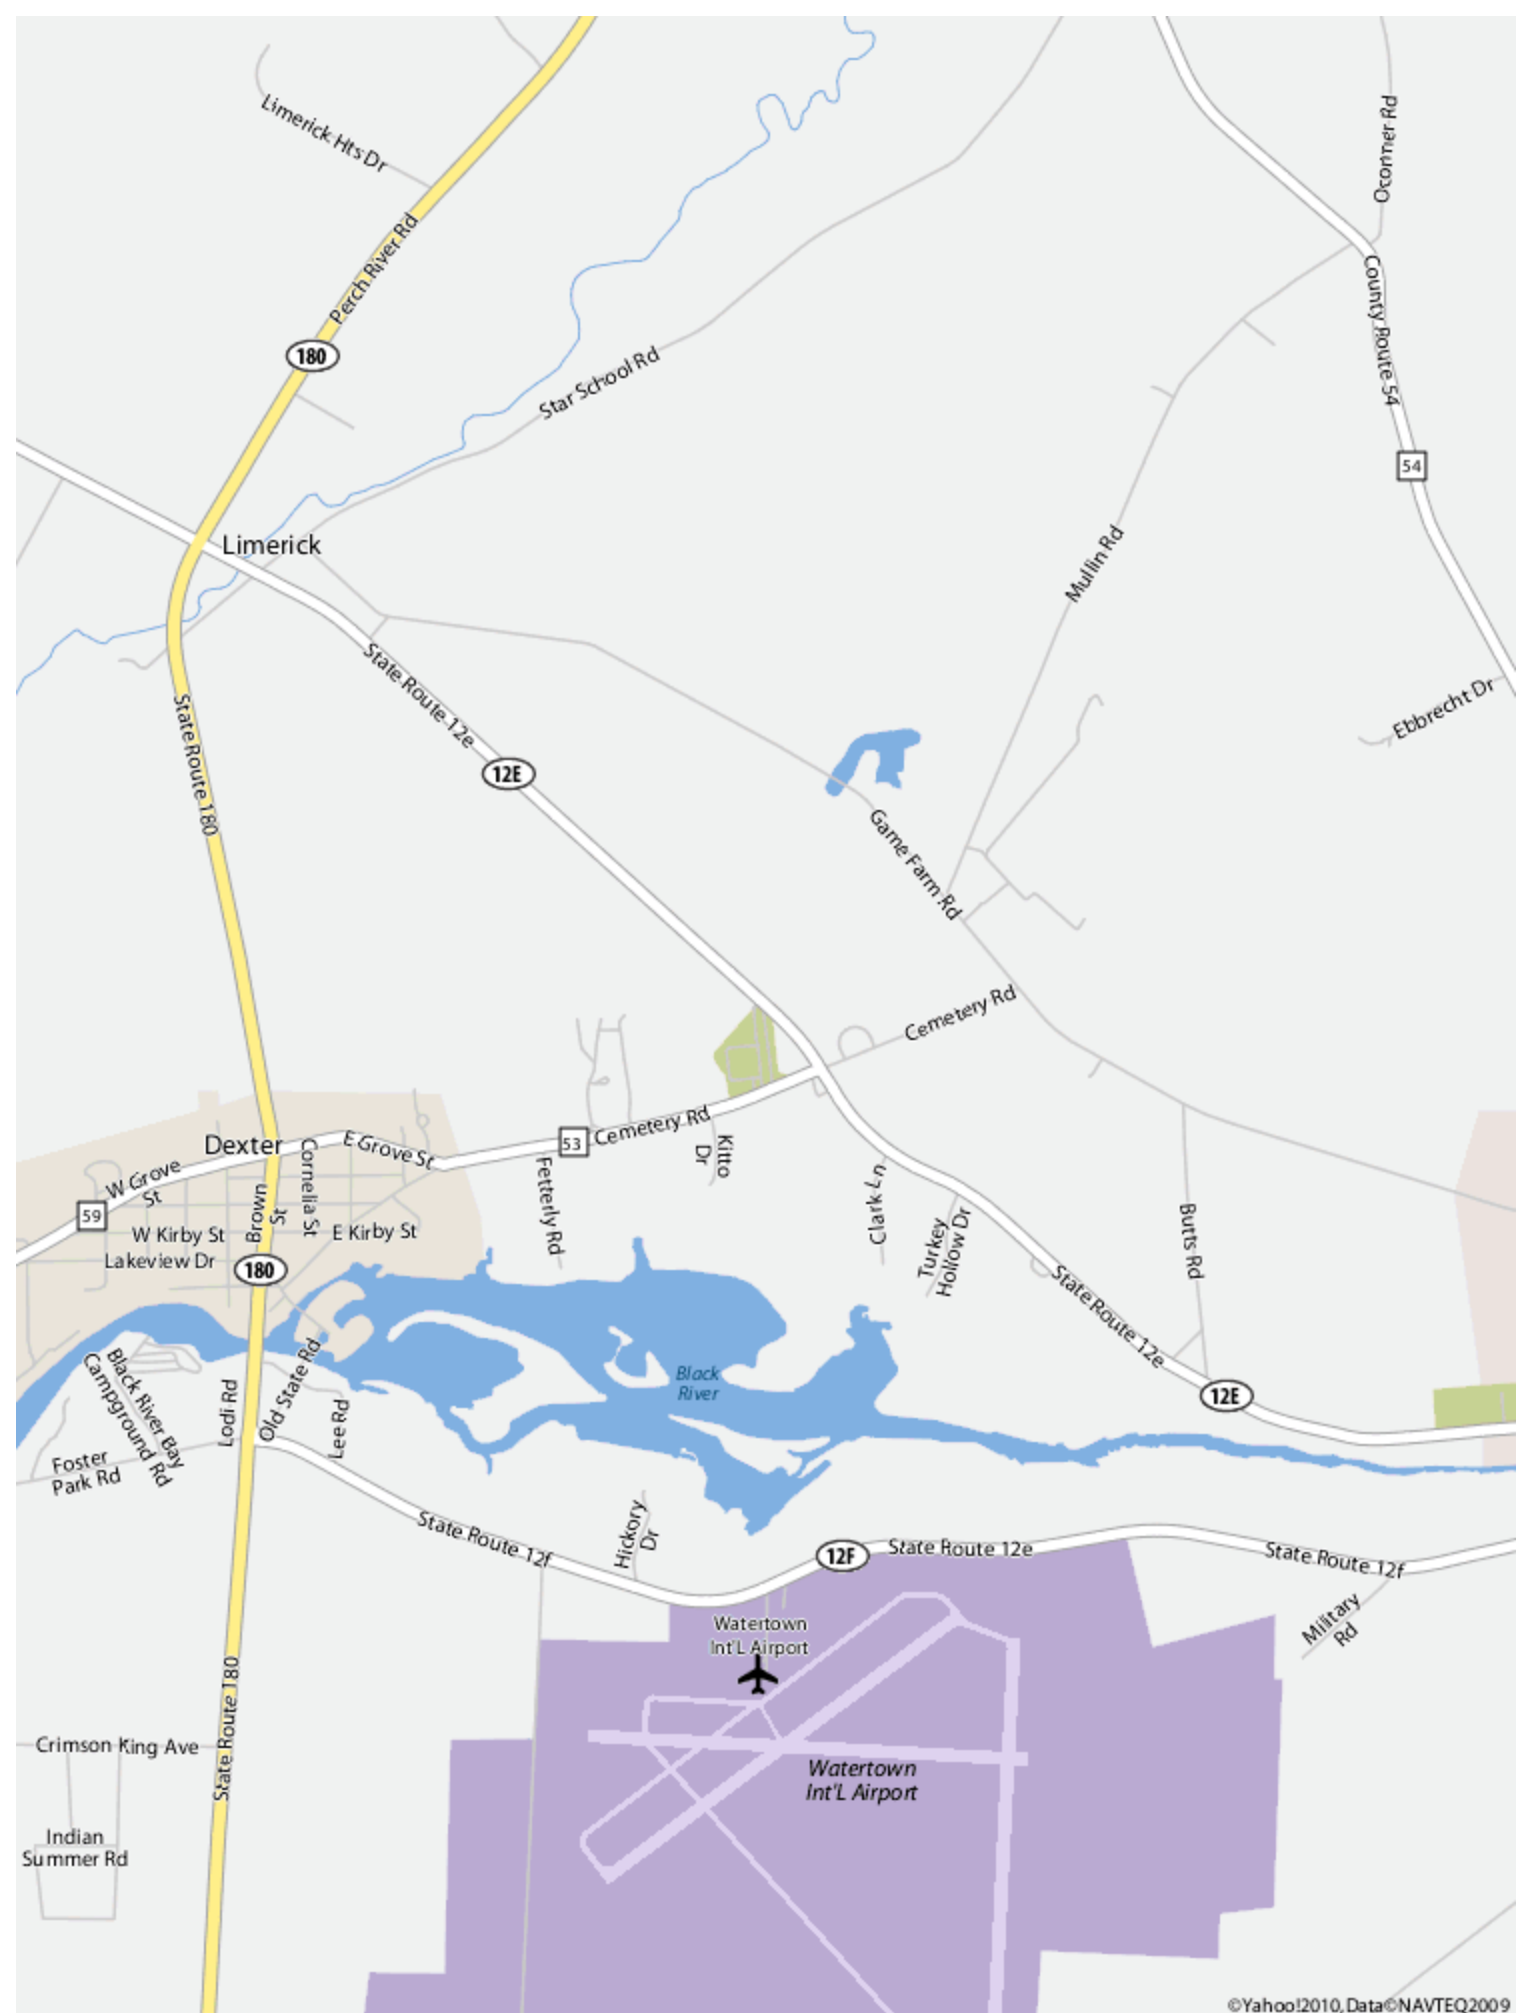 Limerick Hts Dr
Oconner Rd
Perch River Rd
180
County Route 54
Star School Rd
54
Limerick
Mullin Rd
State Route 12e
State Route 180
12E
Ebbrecht Dr
Game Farm Rd
Cemetery Rd
Dexter
Cornelia St
E Grove St
53
Cemetery Rd
Kitto
Dr
W Grove
St
59
Brown
St
Fetterly Rd
Clark Ln
Turkey
Hollow Dr
Butts Rd
W Kirby St
E Kirby St
Lakeview Dr
180
State Route 12e
Black
River
12E
Black River Bay
Campground Rd
Lodi Rd
Old State Rd
Lee Rd
Foster
Park Rd
State Route 12f
Hickory
Dr
12F
State Route 12e
State Route 12f
Military
Rd
Watertown
Int'L Airport
State Route 180
Crimson King Ave
Watertown
Int'L Airport
Indian
Summer Rd
©Yahoo!2010,Data©NAVTEQ2009